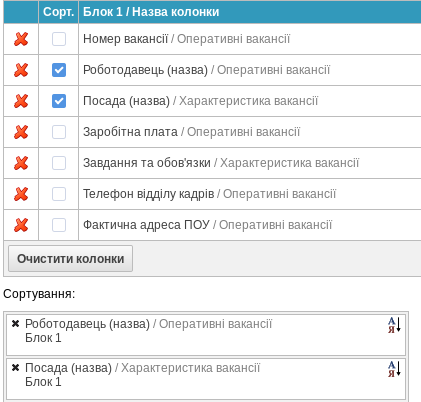 Сорт. Блок 1 / Назва колонки
Номер вакансії / Оперативні вакансії
Роботодавець (назва) / Оперативні вакансії
Посада (назва) / Характеристика вакансії
Заробітна плата / Оперативні вакансії
Завдання та обов'язки / Характеристика вакансії
Телефон відділу кадрів / Оперативні вакансії
Фактична адреса ПОУ / Оперативні вакансії
Очистити колонки
Сортування:
Роботодавець (назва) / Оперативні вакансії
Блок 1
А
Я
Посада (назва) / Характеристика вакансії
Блок 1
А
Я